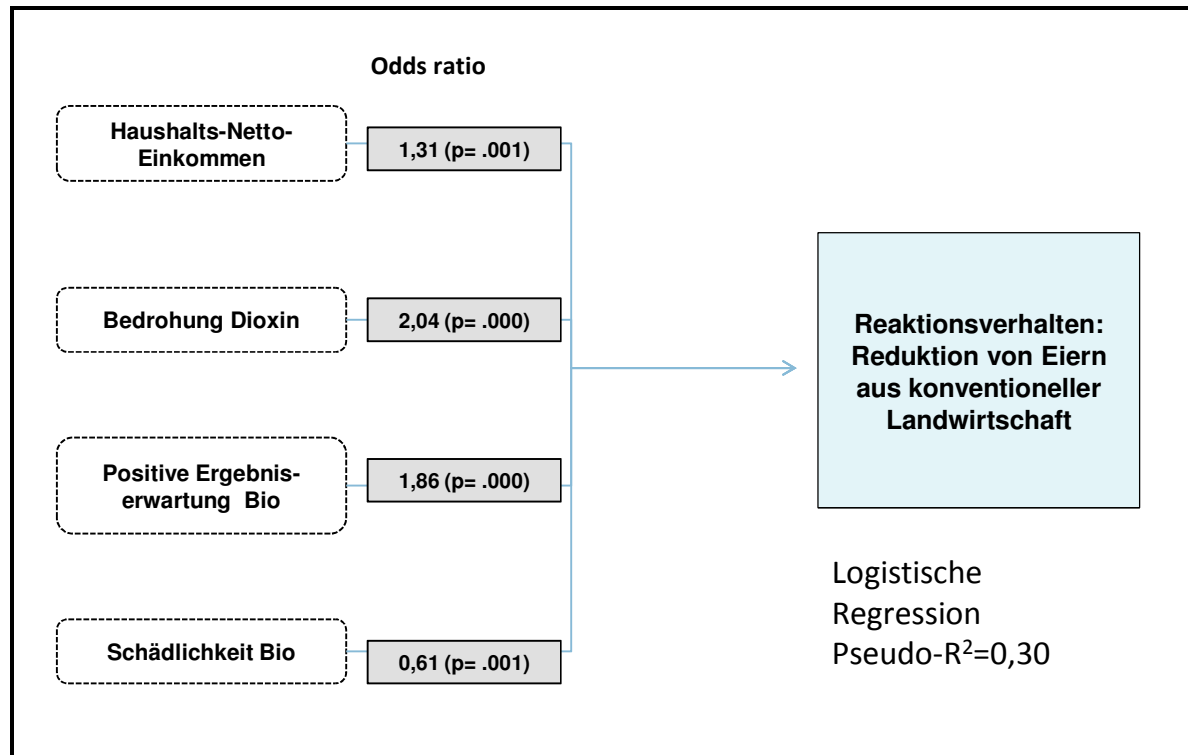 Odds ratio
Haushalts-Netto-
Einkommen
1,31 (p= .001)
Bedrohung Dioxin
2,04 (p= .000)
Positive Ergebnis-
erwartung Bio
1,86 (p= .000)
Schädlichkeit Bio
0,61 (p= .001)
Reaktionsverhalten:
Reduktion von Eiern
aus konventioneller
Landwirtschaft
Logistische
Regression
Pseudo-R²=0,30